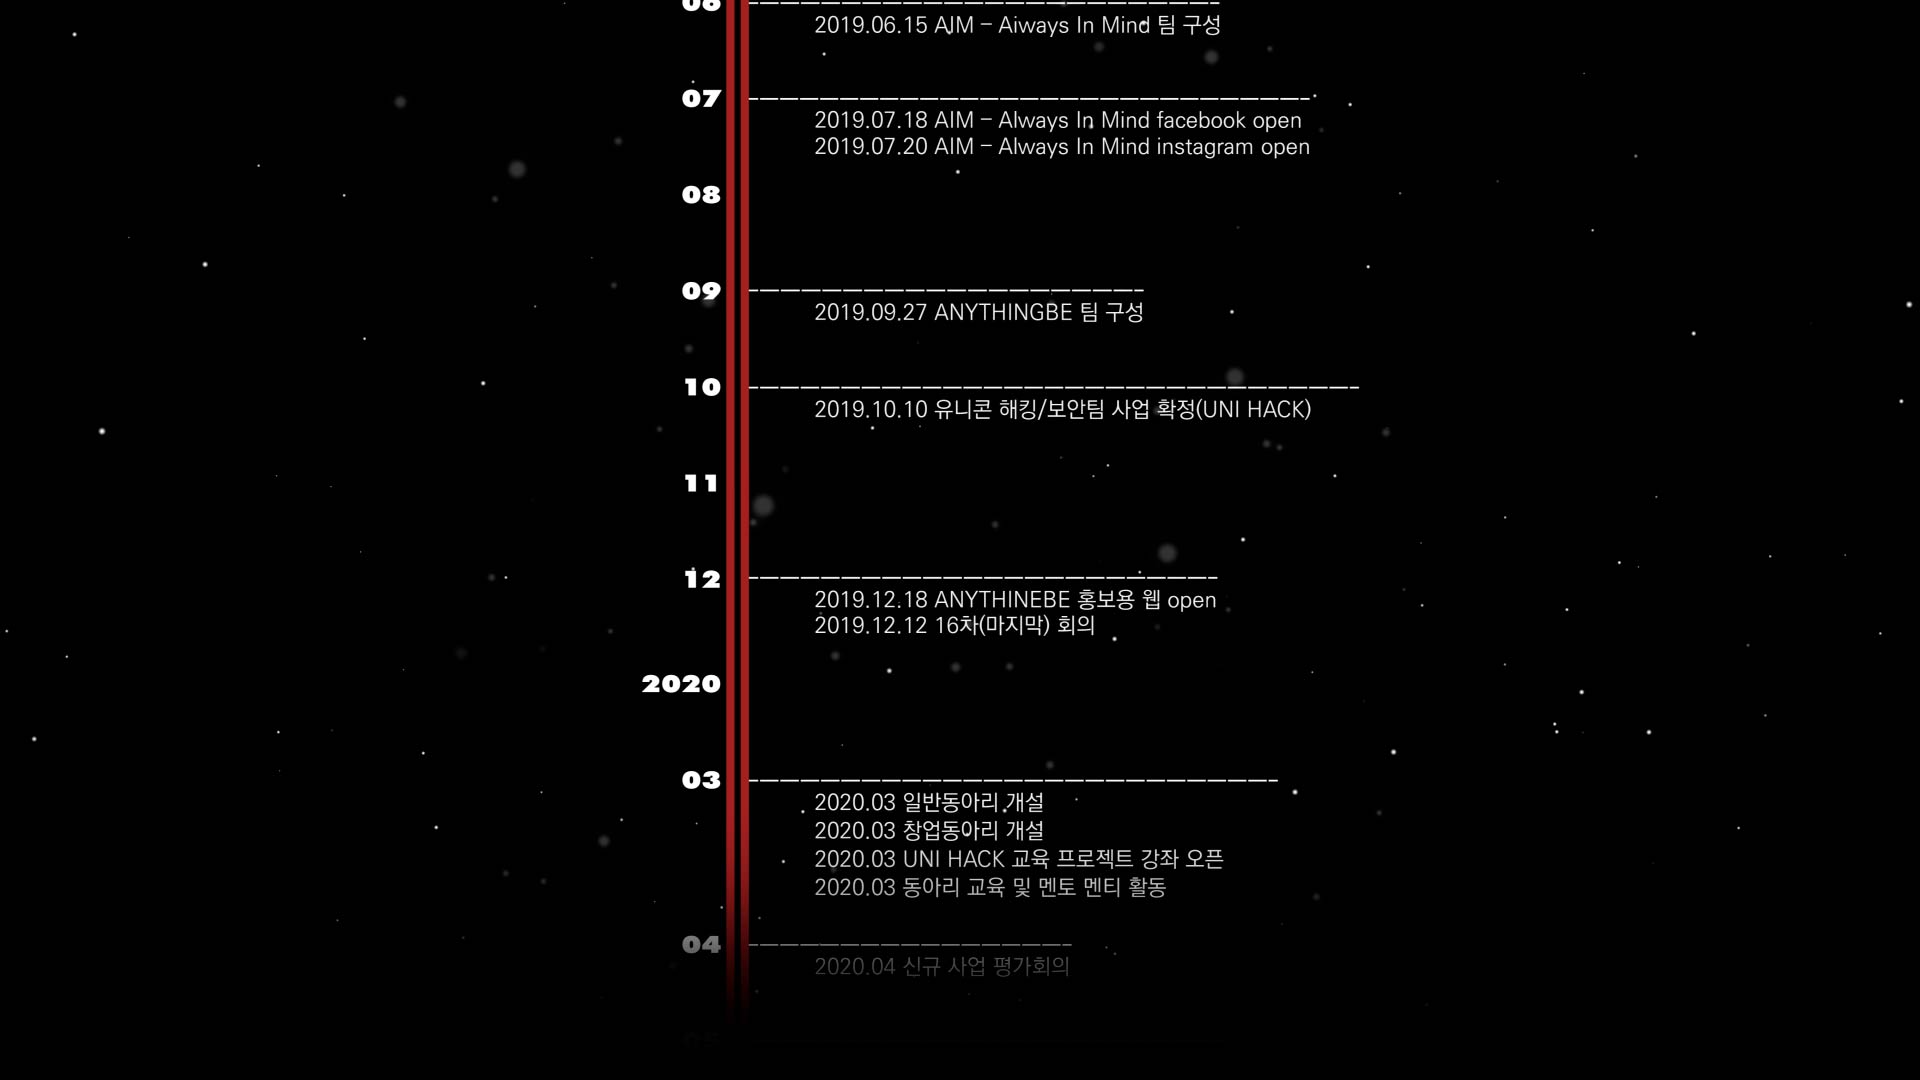 06
2019.06.15 AIM – Aiways In Mind 팀 구성
07
2019.07.18 AIM – Always In Mind facebook open
2019.07.20 AIM – Always In Mind instagram open
08
09
2019.09.27 ANYTHINGBE 팀 구성
10
2019.10.10 유니콘 해킹/보안팀 사업 확정(UNI HACK)
11
12
2019.12.18 ANYTHINEBE 홍보용 웹 open
2019.12.12 16차(마지막) 회의
2020
03
2020.03 일반동아리 개설
2020.03 창업동아리 개설
2020.03 UNI HACK 교육 프로젝트 강좌 오픈
2020.03 동아리 교육 및 멘토 멘티 활동
04
2020.04 신규 사업 평가회의
05